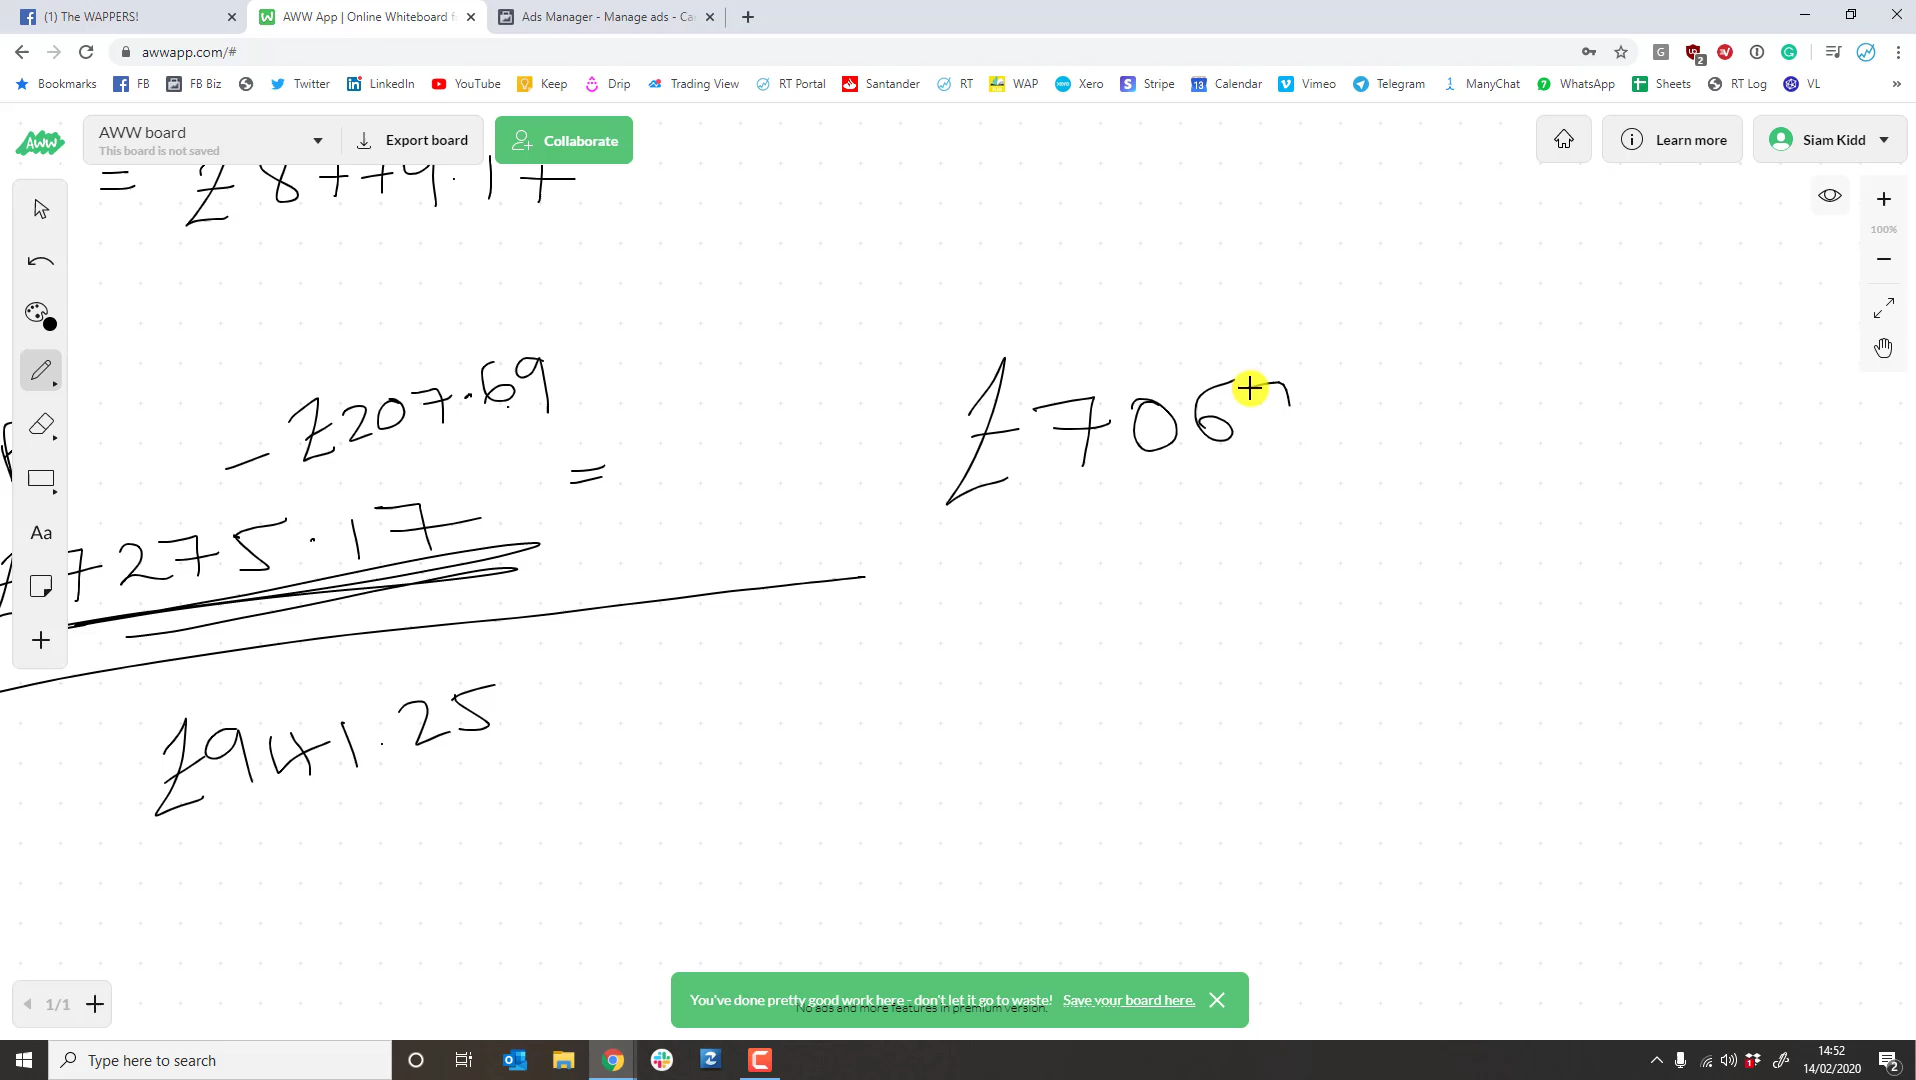 (1) The WAPPERS!
AWW App | Online Whiteboard f
Ads Manager - Manage ads - Ca
awwapp.com/#
2
Bookmarks FB FB Biz Twitter LinkedIn YouTube Keep Drip Trading View RT Portal Santander RT WAP Xero Stripe Calendar Vimeo Telegram ManyChat WhatsApp Sheets RT Log VL »
AWW
AWW board
This board is not saved
Export board
Collaborate
Learn more
Siam Kidd
100%
Aa
- £207.69
=
7275.17
£941.25
£706
1/1
You've done pretty good work here - don't let it go to waste! Save your board here.
No ads and more features in premium version.
Type here to search
14:52
14/02/2020
2